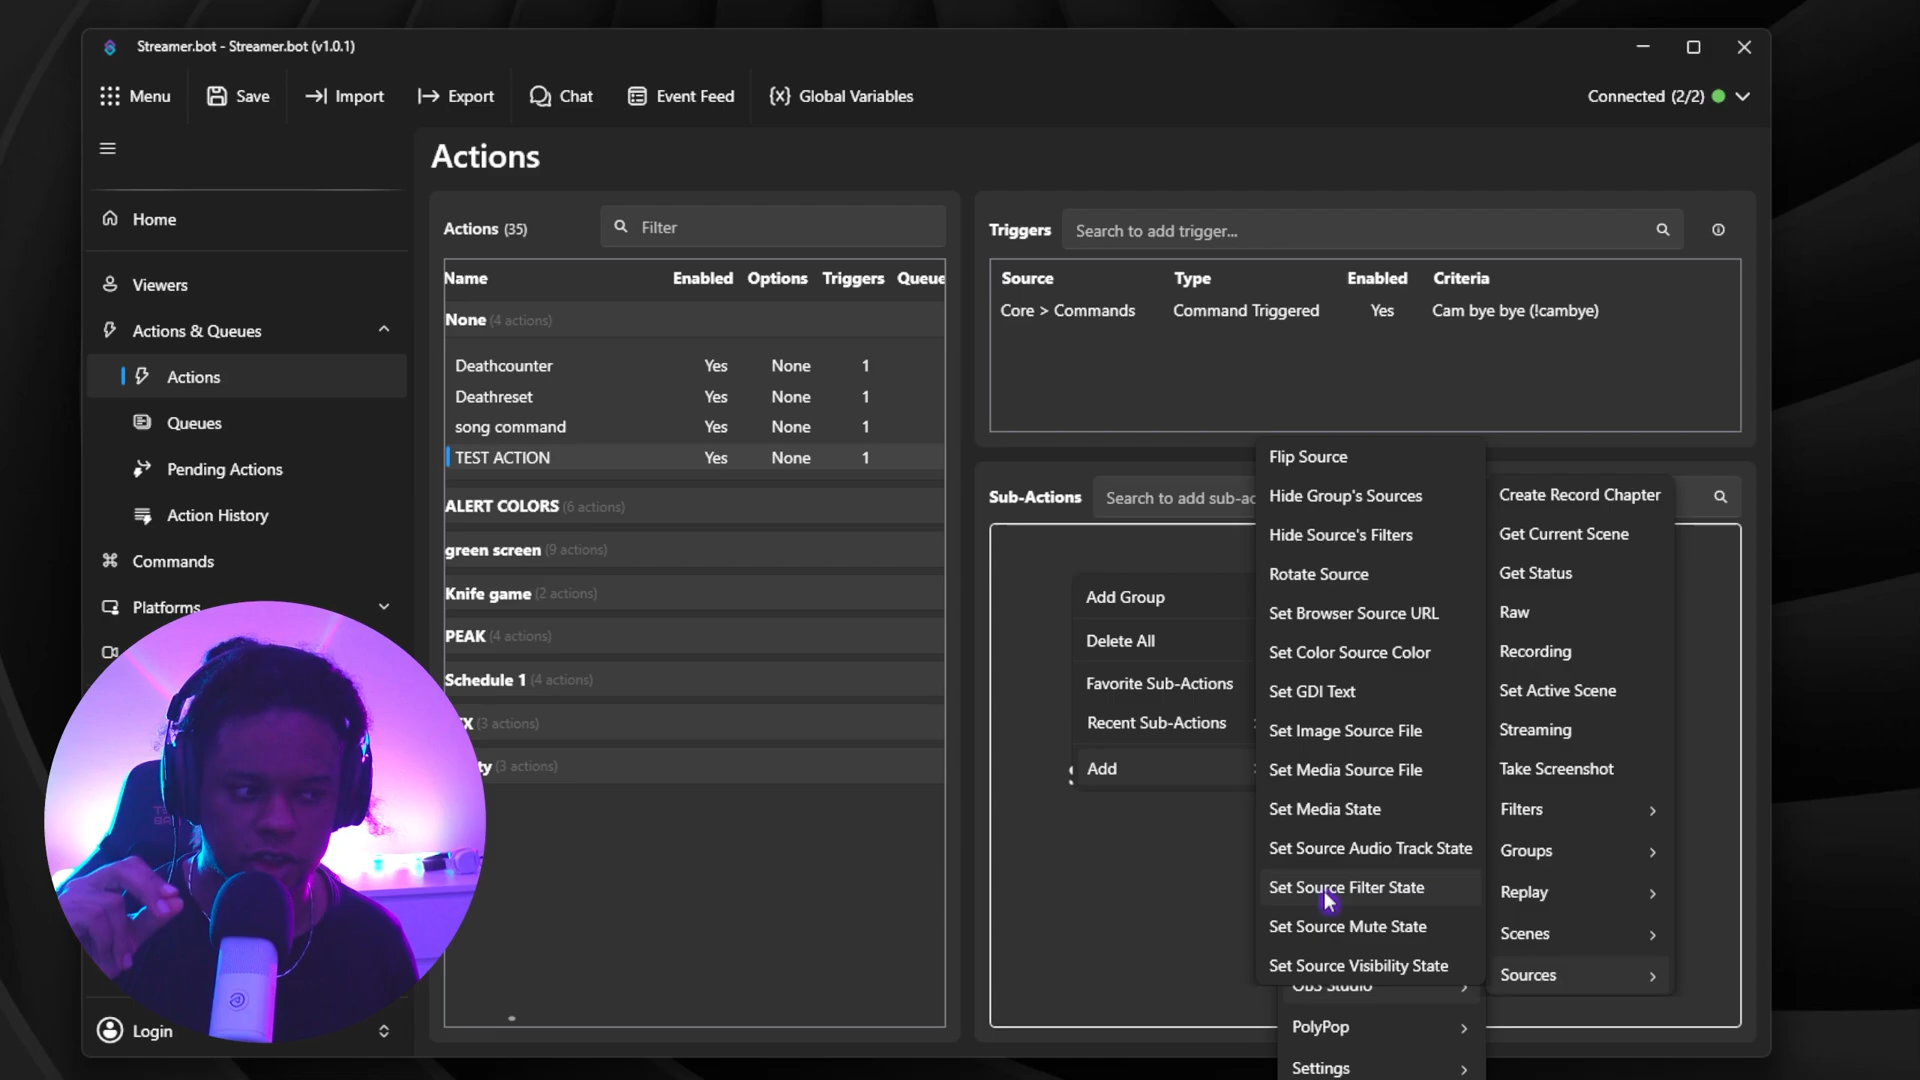 Streamer.bot - Streamer.bot (v1.0.1)
Menu
Save
Import
Export
Chat
Event Feed
Global Variables
Connected (2/2)
Home
Viewers
Actions & Queues
Actions
Queues
Pending Actions
Action History
Commands
Platforms
Login
Actions
Actions (35)
Filter
Name Enabled Options Triggers Queue
None (4 actions)
Deathcounter Yes None 1
Deathreset Yes None 1
song command Yes None 1
TEST ACTION Yes None 1
ALERT COLORS (6 actions)
green screen (9 actions)
Knife game (2 actions)
PEAK (4 actions)
Schedule 1 (4 actions)
X (3 actions)
ty (3 actions)
Triggers
Search to add trigger...
Source Type Enabled Criteria
Core > Commands Command Triggered Yes Cam bye bye (!cambye)
Sub-Actions
Search to add sub-ac
Add Group
Delete All
Favorite Sub-Actions
Recent Sub-Actions
Add
Flip Source
Hide Group's Sources
Hide Source's Filters
Rotate Source
Set Browser Source URL
Set Color Source Color
Set GDI Text
Set Image Source File
Set Media Source File
Set Media State
Set Source Audio Track State
Set Source Filter State
Set Source Mute State
Set Source Visibility State
OBS Studio
PolyPop
Settings
Create Record Chapter
Get Current Scene
Get Status
Raw
Recording
Set Active Scene
Streaming
Take Screenshot
Filters
Groups
Replay
Scenes
Sources